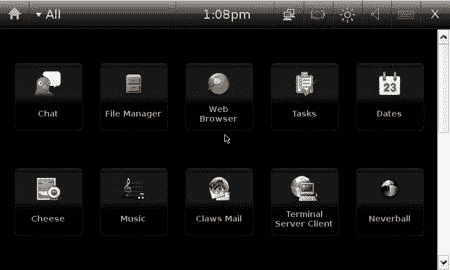 All
1:08pm
X
Chat
File Manager
Web
Browser
Tasks
23
Dates
Cheese
Music
Claws Mail
Terminal
Server Client
Neverball